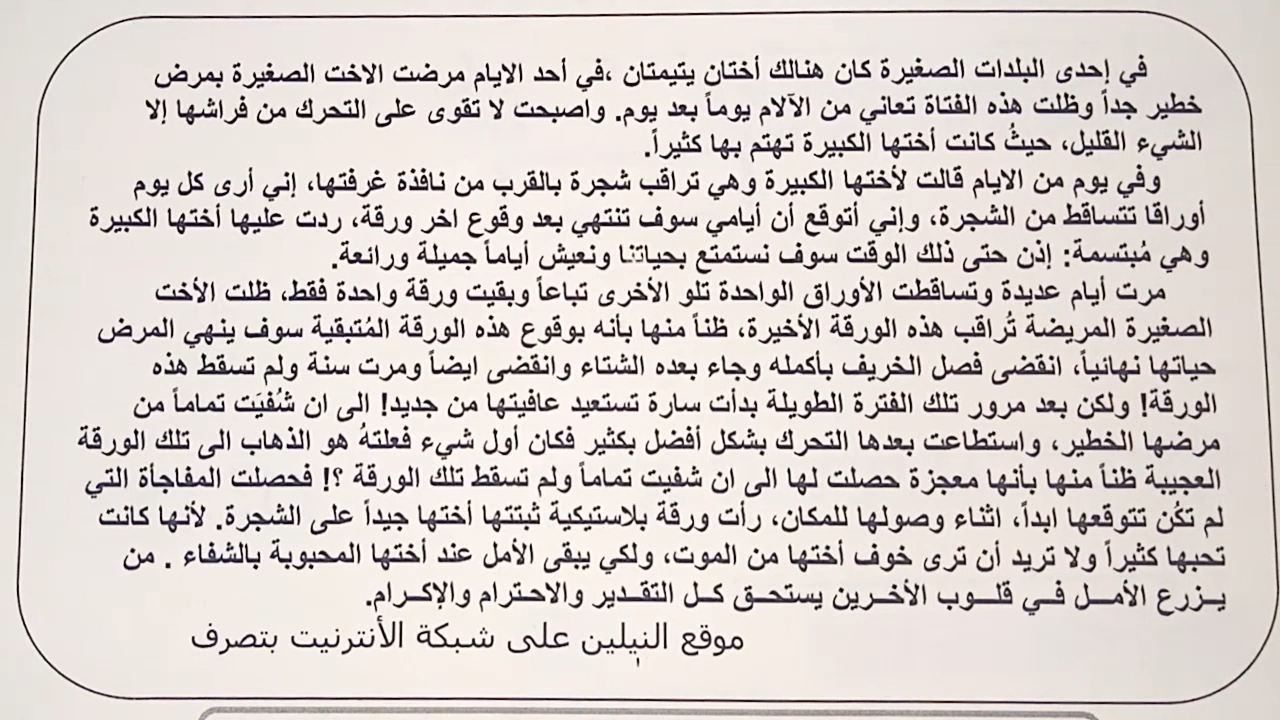 في إحدى البلدات الصغيرة كان هنالك أختان يتيمتان ،في أحد الايام مرضت الاخت الصغيرة بمرض
خطير جداً وظلت هذه الفتاة تعاني من الآلام يوماً بعد يوم. واصبحت لا تقوى على التحرك من فراشها إلا
الشيء القليل، حيثُ كانت أختها الكبيرة تهتم بها كثيراً.
وفي يوم من الايام قالت لأختها الكبيرة وهي تراقب شجرة بالقرب من نافذة غرفتها، إني أرى كل يوم
أوراقا تتساقط من الشجرة، وإني أتوقع أن أيامي سوف تنتهي بعد وقوع اخر ورقة، ردت عليها أختها الكبيرة
وهي مُبتسمة: إذن حتى ذلك الوقت سوف نستمتع بحياتنا ونعيش أياماً جميلة ورائعة.
مرت أيام عديدة وتساقطت الأوراق الواحدة تلو الأخرى تباعاً وبقيت ورقة واحدة فقط، ظلت الأخت
الصغيرة المريضة تُراقب هذه الورقة الأخيرة، ظناً منها بأنه بوقوع هذه الورقة المُتبقية سوف ينهي المرض
حياتها نهائياً، انقضى فصل الخريف بأكمله وجاء بعده الشتاء وانقضى ايضاً ومرت سنة ولم تسقط هذه
الورقة! ولكن بعد مرور تلك الفترة الطويلة بدأت سارة تستعيد عافيتها من جديد! الى ان شُفيَت تماماً من
مرضها الخطير، واستطاعت بعدها التحرك بشكل أفضل بكثير فكان أول شيء فعلتهُ هو الذهاب الى تلك الورقة
العجيبة ظناً منها بأنها معجزة حصلت لها الى ان شفيت تماماً ولم تسقط تلك الورقة ؟! فحصلت المفاجأة التي
لم تكُن تتوقعها ابداً، اثناء وصولها للمكان، رأت ورقة بلاستيكية ثبتتها أختها جيداً على الشجرة. لأنها كانت
تحبها كثيراً ولا تريد أن ترى خوف أختها من الموت، ولكي يبقى الأمل عند أختها المحبوبة بالشفاء . من
يــزرع الأمــل فــي قلــوب الأخــرين يستحــق كــل التقــدير والاحترام والإكــرام.
موقع النيلين على شبكة الأنترنيت بتصرف